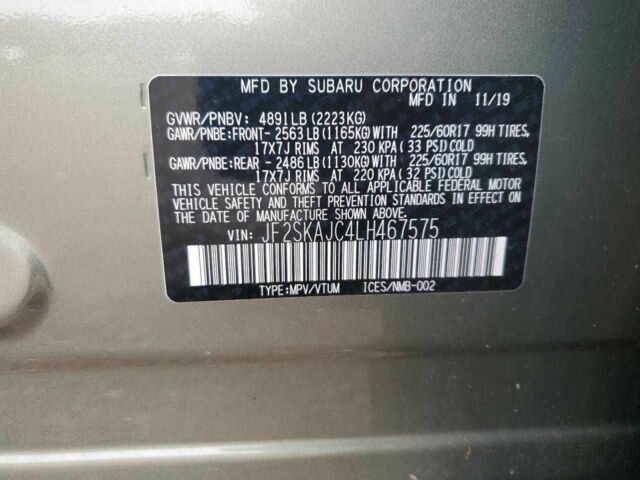 MFD BY SUBARU CORPORATION
MFD IN 11/19
GVWR/PNBV: 4891LB(2223KG)
GAWR/PNBE:FRONT- 2563LB(1165KG)WITH 225/60R17 99H TIRES,
17X7J RIMS AT 230 KPA(33 PSI)COLD
GAWR/PNBE:REAR - 2486LB(1130KG)WITH 225/60R17 99H TIRES,
17X7J RIMS AT 220 KPA(32 PSI)COLD
THIS VEHICLE CONFORMS TO ALL APPLICABLE FEDERAL MOTOR
VEHICLE SAFETY AND THEFT PREVENTION STANDARDS IN EFFECT ON
THE DATE OF MANUFACTURE SHOWN ABOVE.
VIN: JF2SKAJC4LH467575
TYPE:MPV/VTUM ICES/NMB-002